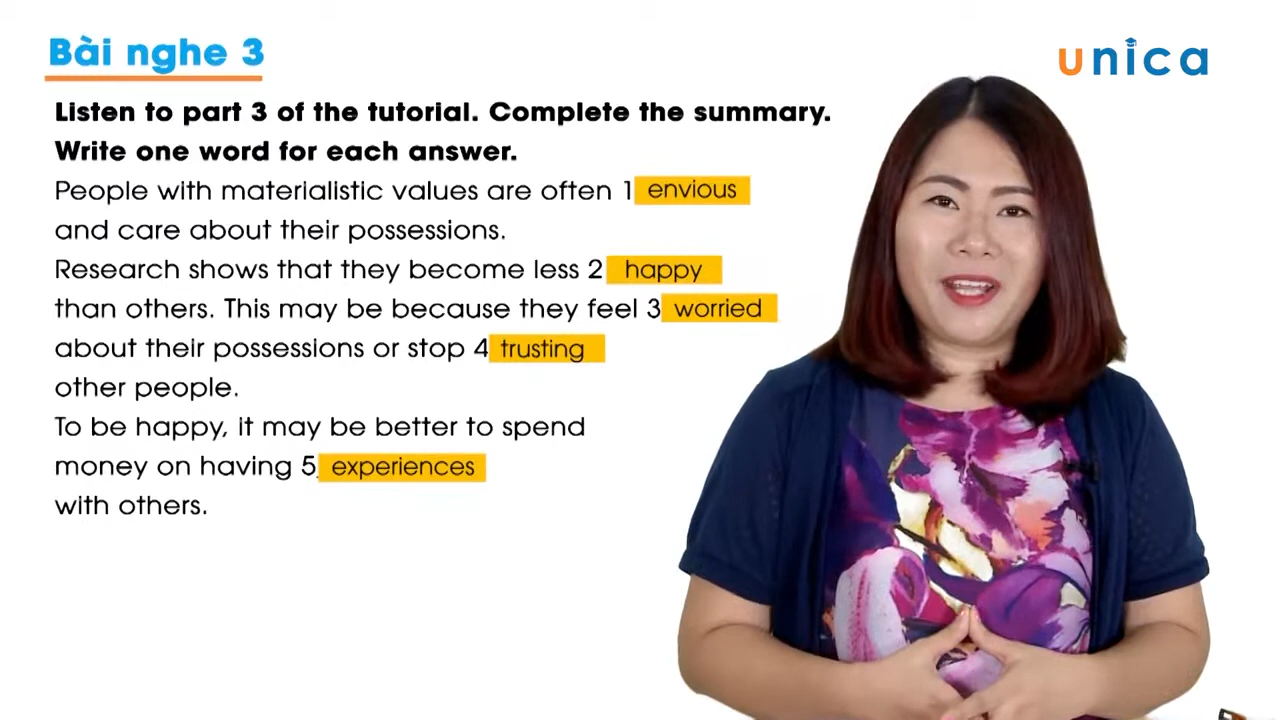 Bài nghe 3
unica
Listen to part 3 of the tutorial. Complete the summary.
Write one word for each answer.
People with materialistic values are often 1 envious
and care about their possessions.
Research shows that they become less 2 happy
than others. This may be because they feel 3 worried
about their possessions or stop 4 trusting
other people.
To be happy, it may be better to spend
money on having 5 experiences
with others.